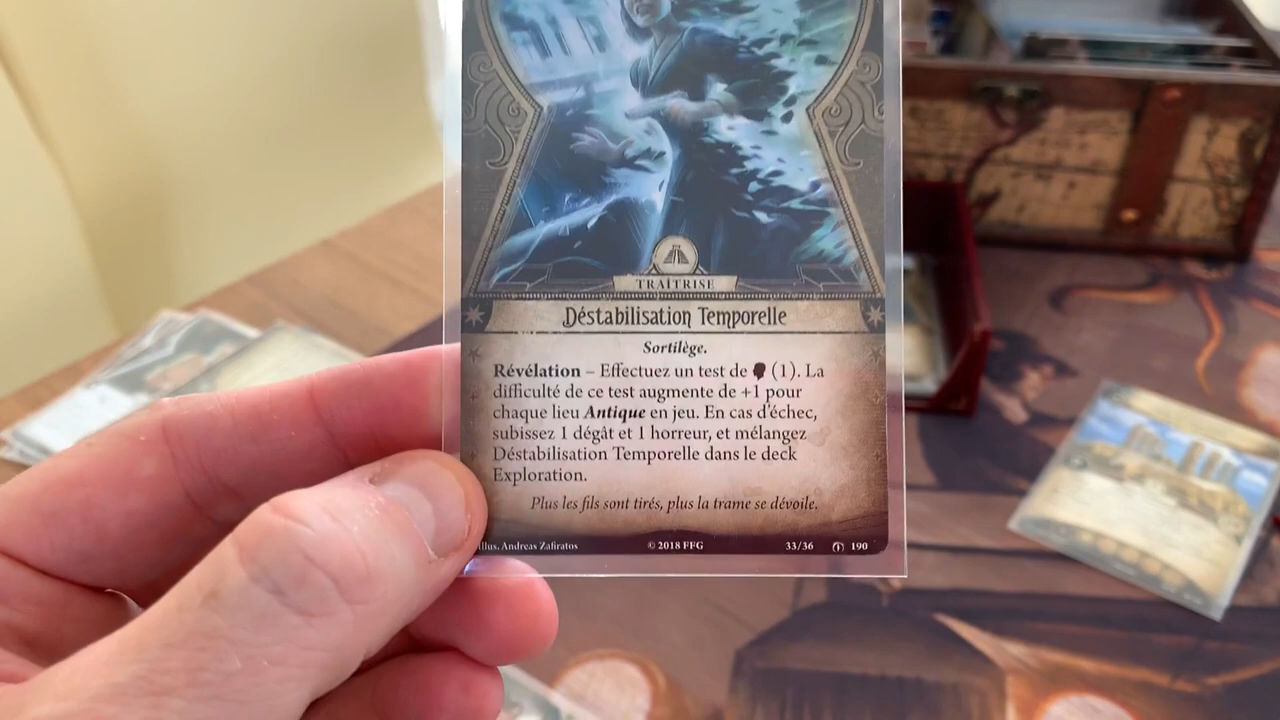 TRAÎTRISE
Déstabilisation Temporelle
Sortilège.
Révélation – Effectuez un test de (1). La
difficulté de ce test augmente de +1 pour
chaque lieu Antique en jeu. En cas d'échec,
subissez 1 dégât et 1 horreur, et mélangez
Déstabilisation Temporelle dans le deck
Exploration.
Plus les fils sont tirés, plus la trame se dévoile.
Illus. Andreas Zafiratos © 2018 FFG 33/36 190